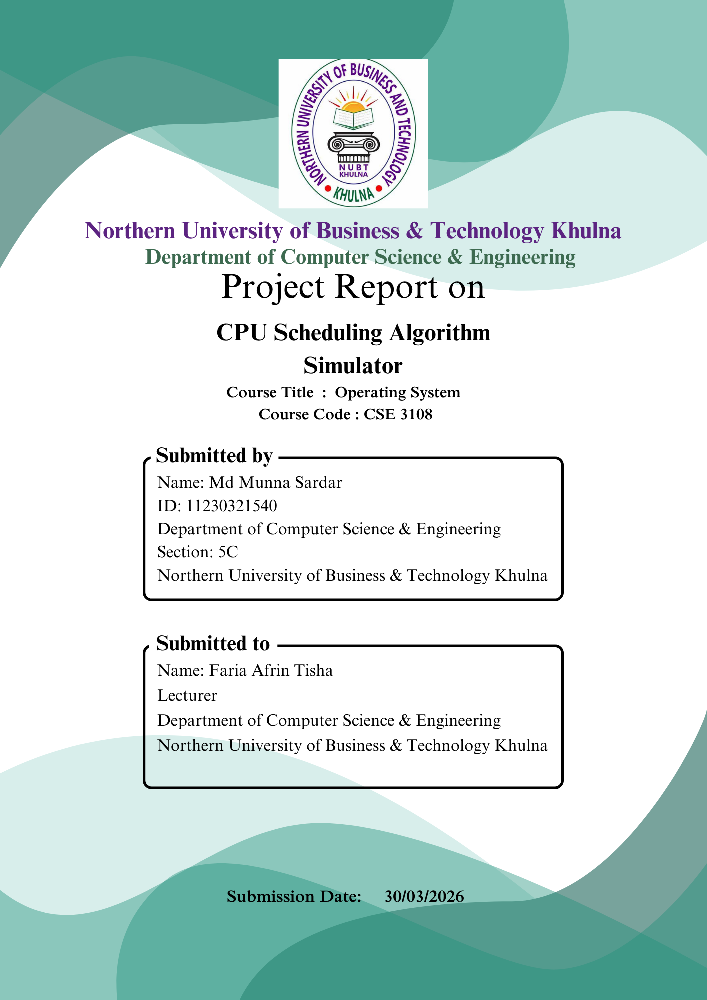 NORTHERN UNIVERSITY OF BUSINESS AND TECHNOLOGY
NUBT
KHULNA
KHULNA
Northern University of Business & Technology Khulna
Department of Computer Science & Engineering
Project Report on
CPU Scheduling Algorithm
Simulator
Course Title : Operating System
Course Code : CSE 3108
Submitted by
Name: Md Munna Sardar
ID: 11230321540
Department of Computer Science & Engineering
Section: 5C
Northern University of Business & Technology Khulna
Submitted to
Name: Faria Afrin Tisha
Lecturer
Department of Computer Science & Engineering
Northern University of Business & Technology Khulna
Submission Date: 30/03/2026